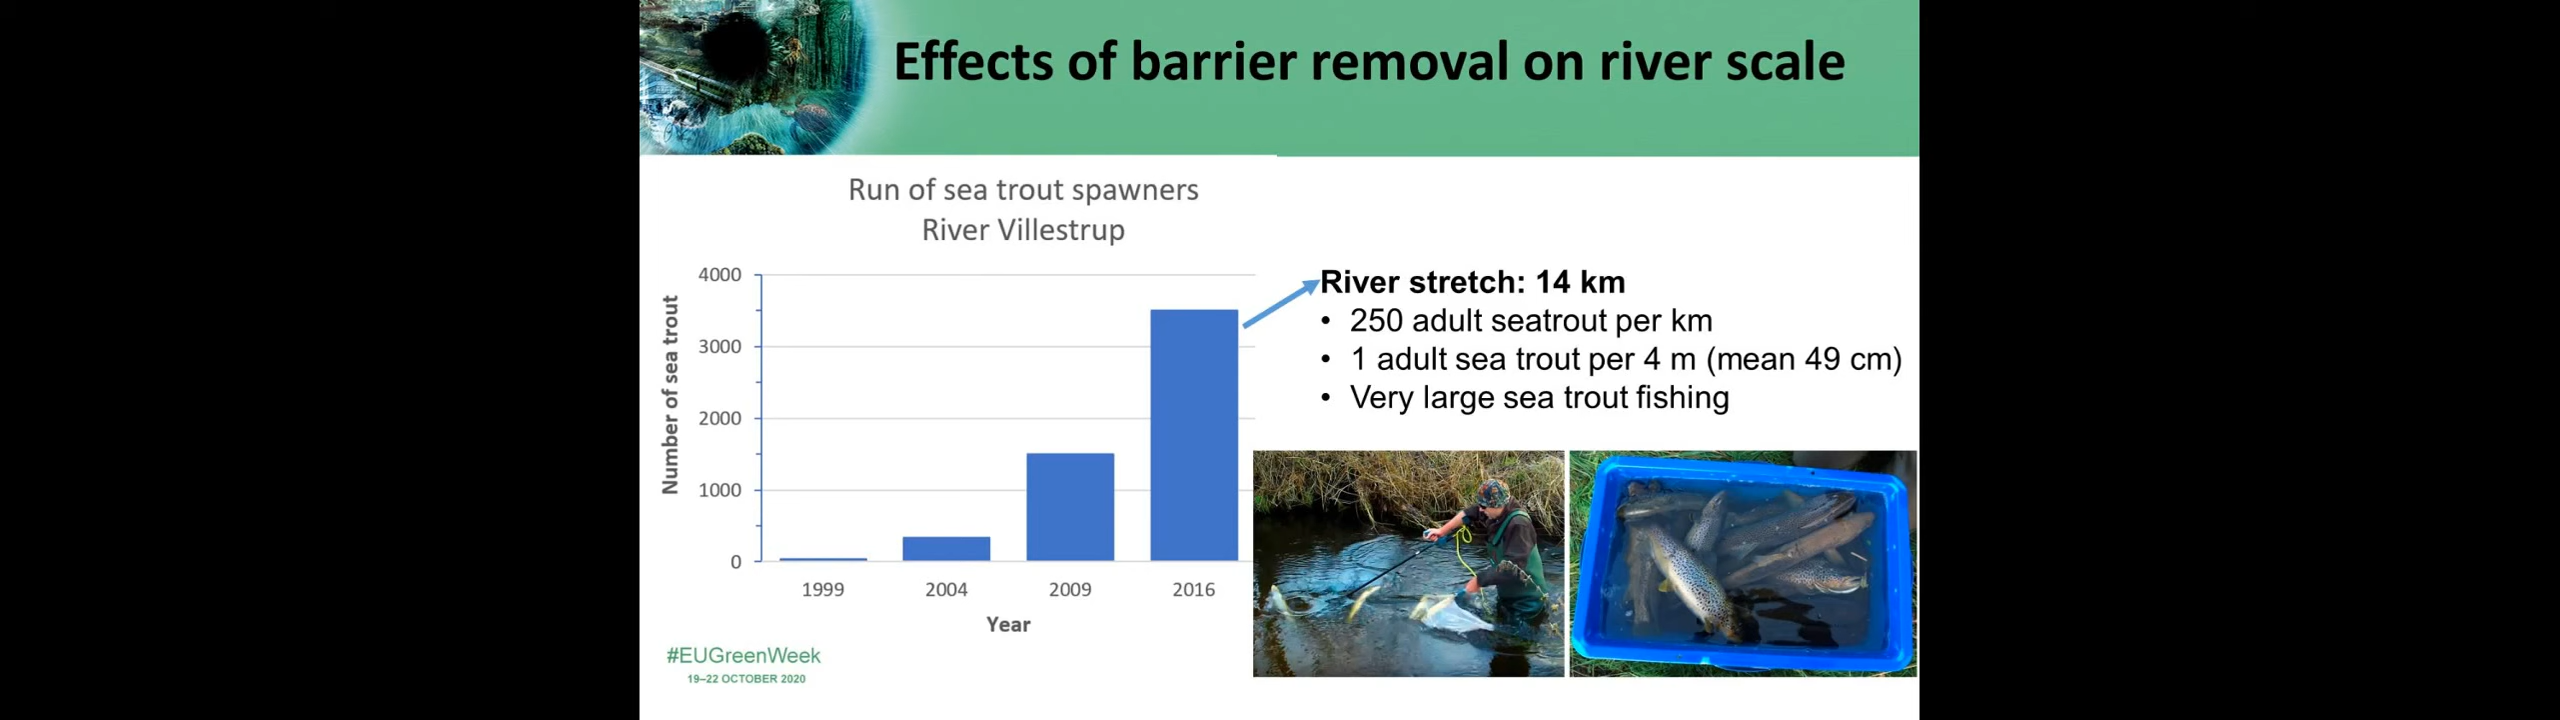 Effects of barrier removal on river scale
Run of sea trout spawners
River Villestrup
Number of sea trout
4000
3000
2000
1000
0
1999
2004
2009
2016
Year
River stretch: 14 km
• 250 adult seatrout per km
• 1 adult sea trout per 4 m (mean 49 cm)
• Very large sea trout fishing
#EUGreenWeek
19–22 OCTOBER 2020